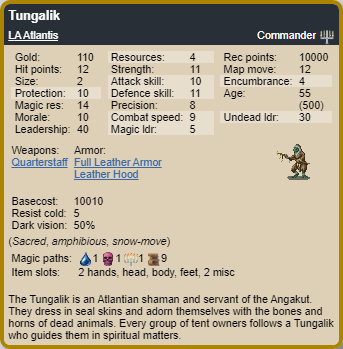 Tungalik
LA Atlantis Commander
Gold: 110 Resources: 4 Rec points: 10000
Hit points: 12 Strength: 11 Map move: 12
Size: 2 Attack skill: 10 Encumbrance: 4
Protection: 10 Defence skill: 11 Age: 55
Magic res: 14 Precision: 8 (500)
Morale: 10 Combat speed: 9 Undead ldr: 30
Leadership: 40 Magic ldr: 5
Weapons: Armor:
Quarterstaff Full Leather Armor
Leather Hood
Basecost: 10010
Resist cold: 5
Dark vision: 50%
(Sacred, amphibious, snow-move)
Magic paths: 1 1 1 9
Item slots: 2 hands, head, body, feet, 2 misc
The Tungalik is an Atlantian shaman and servant of the Angakut.
They dress in seal skins and adorn themselves with the bones and
horns of dead animals. Every group of tent owners follows a Tungalik
who guides them in spiritual matters.